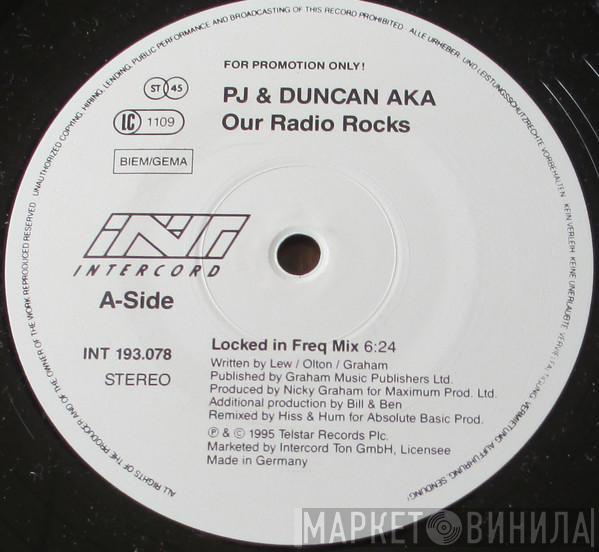 ALL RIGHTS OF THE PRODUCER AND OF THE OWNER OF THE WORK REPRODUCED RESERVED · UNAUTHORIZED COPYING, HIRING, LENDING, PUBLIC PERFORMANCE AND BROADCASTING OF THIS RECORD PROHIBITED · ALLE URHEBER- UND LEISTUNGSSCHUTZRECHTE VORBEHALTEN · KEIN VERLEIH · KEINE UNERLAUBTE VERVIELFÄLTIGUNG, VERMIETUNG, AUFFÜHRUNG, SENDUNG!
FOR PROMOTION ONLY!
ST 45
PJ & DUNCAN AKA
LC 1109
Our Radio Rocks
BIEM/GEMA
INT
INTERCORD
A-Side
INT 193.078
STEREO
Locked in Freq Mix 6:24
Written by Lew / Olton / Graham
Published by Graham Music Publishers Ltd.
Produced by Nicky Graham for Maximum Prod. Ltd.
Additional production by Bill & Ben
Remixed by Hiss & Hum for Absolute Basic Prod.
℗ & © 1995 Telstar Records Plc.
Marketed by Intercord Ton GmbH, Licensee
Made in Germany
МАРКЕТ ВИНИЛА